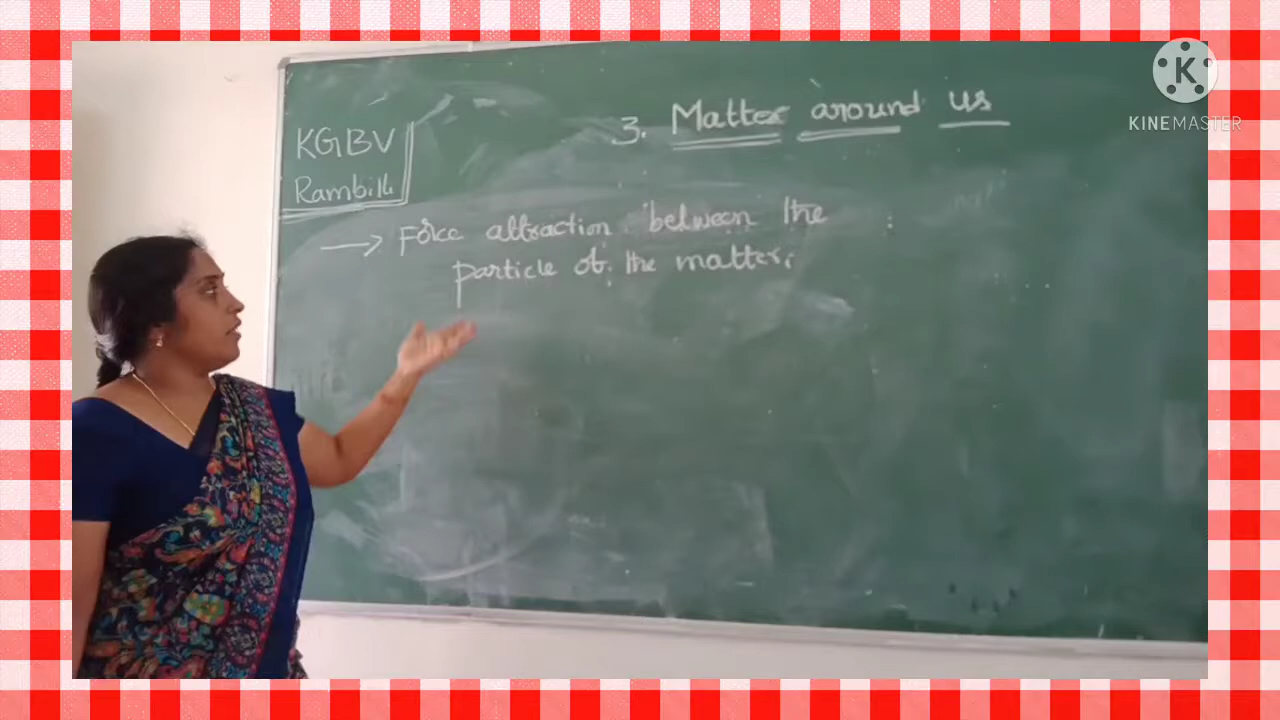 KGBV
Rambilli
3. Matter around us
→ Force attraction between the
particle of the matter.
K
KINEMASTER